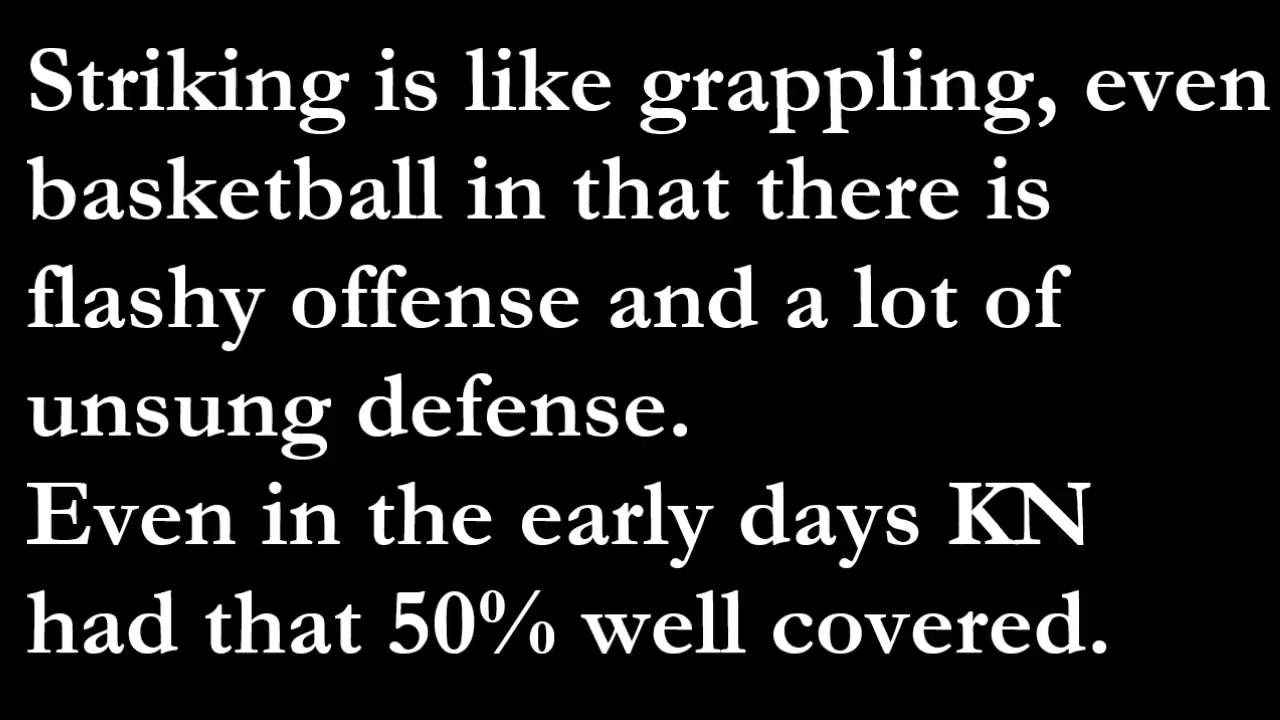 Striking is like grappling, even
basketball in that there is
flashy offense and a lot of
unsung defense.
Even in the early days KN
had that 50% well covered.